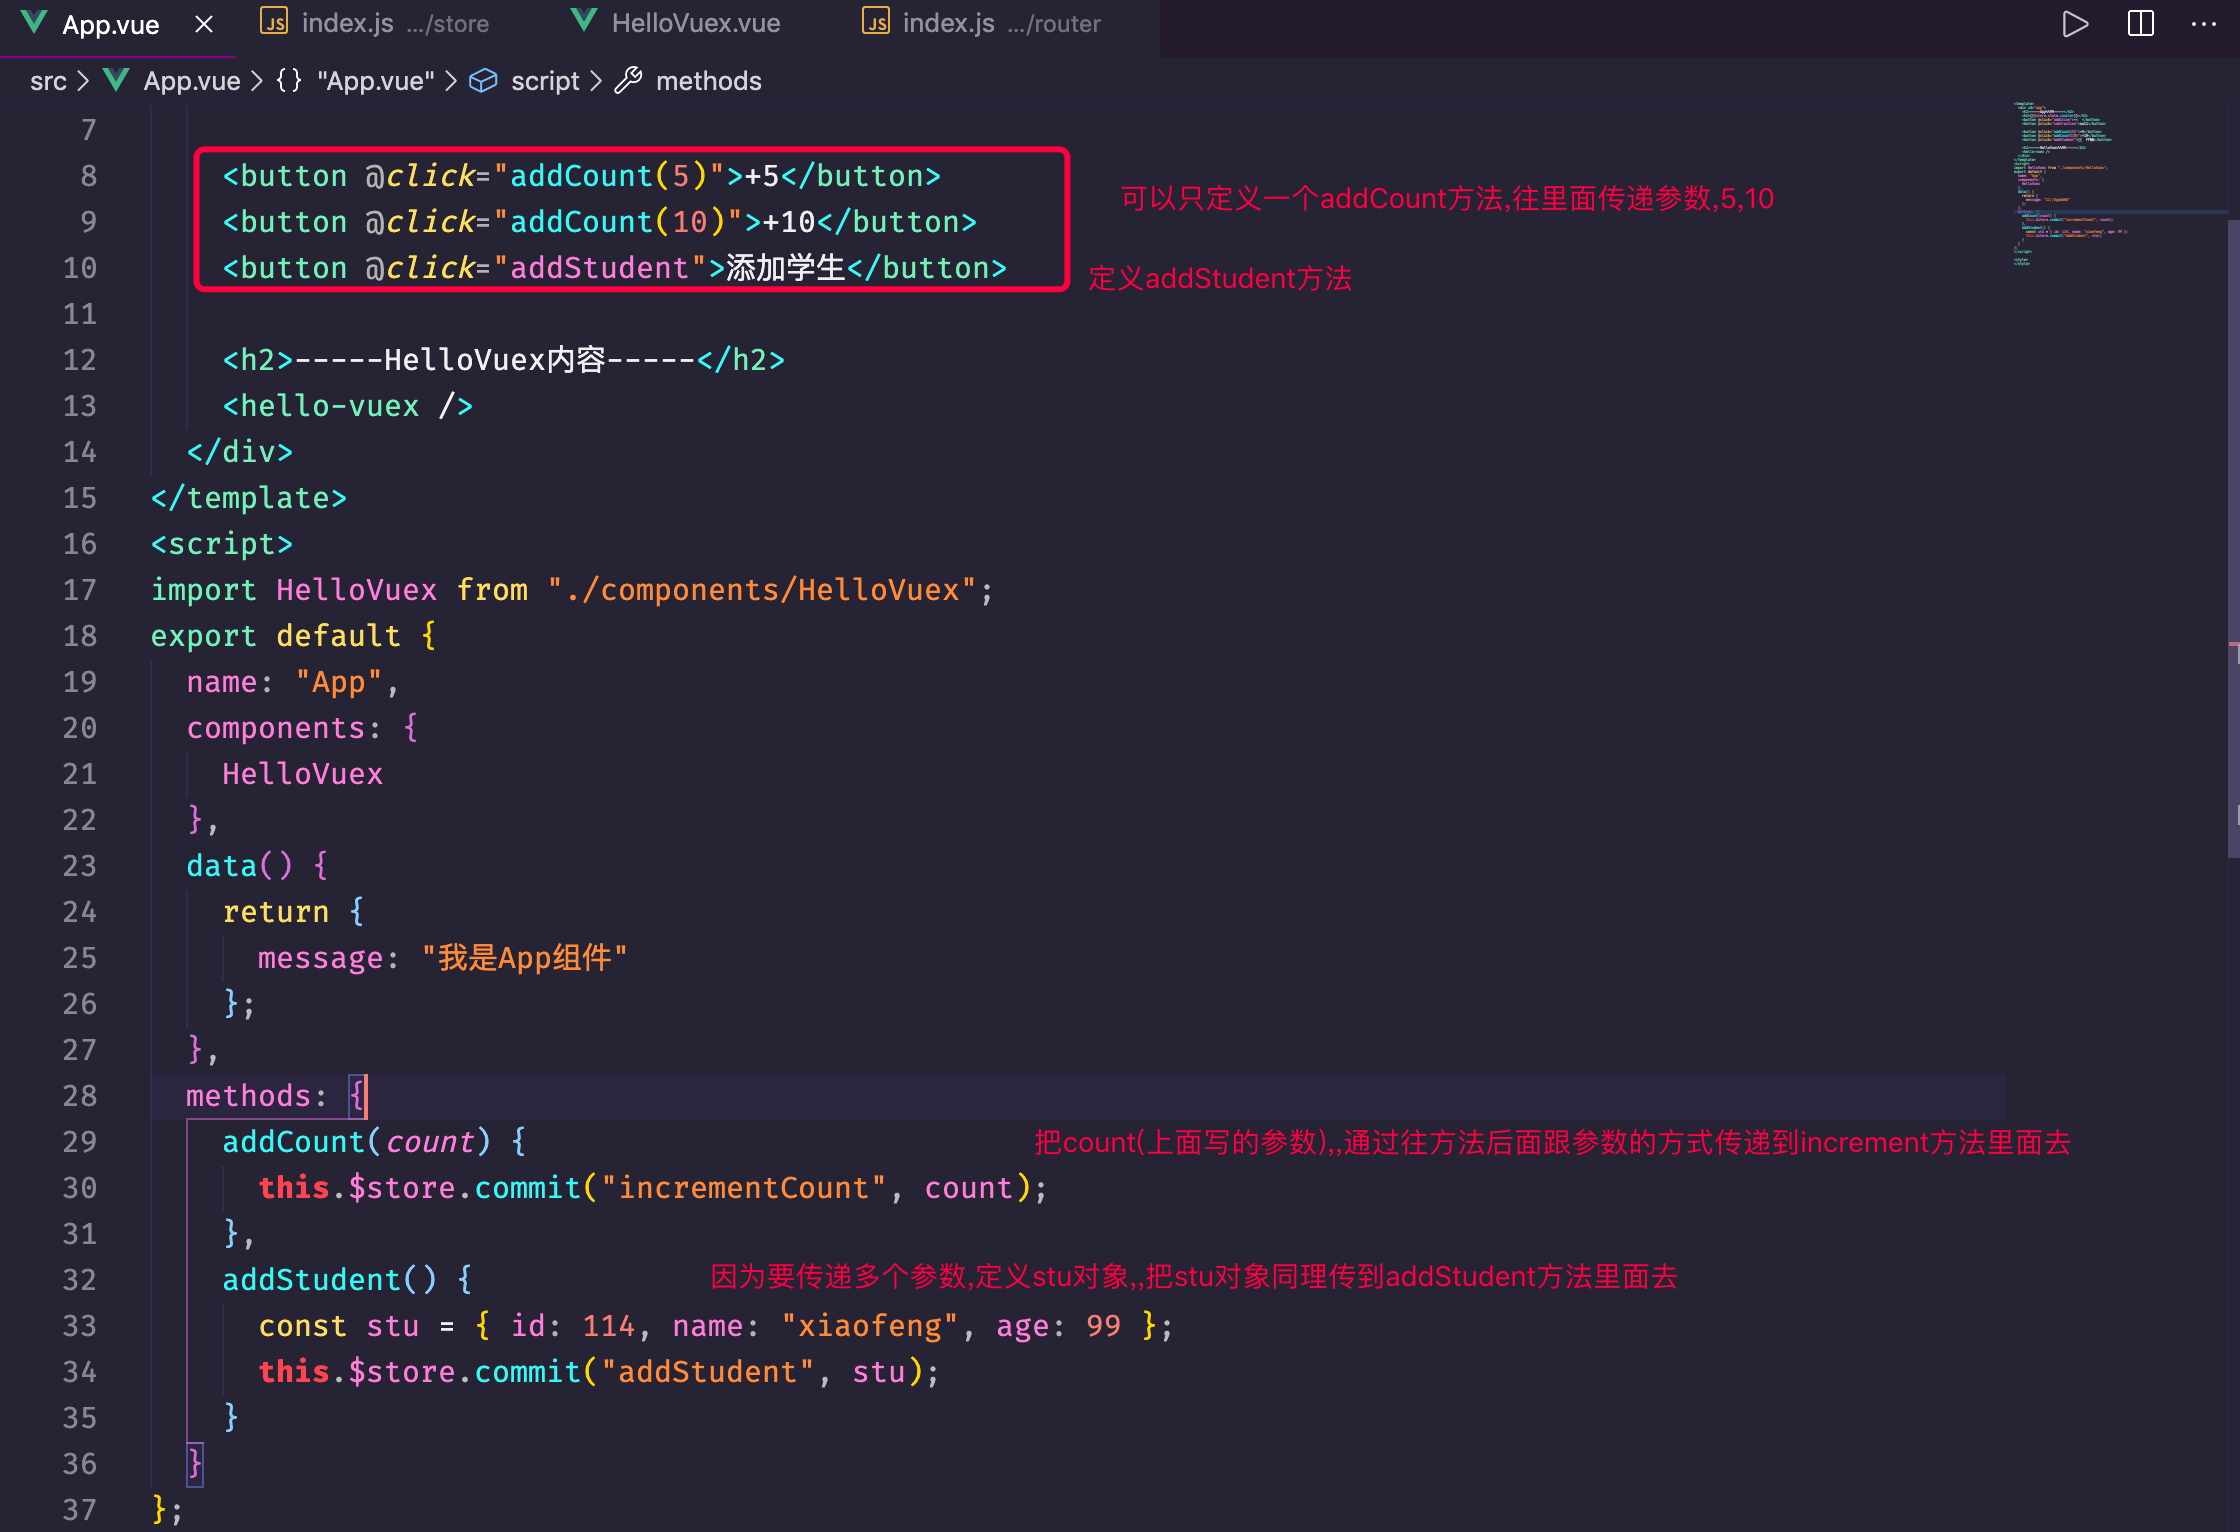 App.vue index.js .../store HelloVuex.vue index.js .../router
src App.vue {} "App.vue" script methods
7
8 <button @click="addCount(5)">+5</button>
可以只定义一个addCount方法,往里面传递参数,5,10
9 <button @click="addCount(10)">+10</button>
10 <button @click="addStudent">添加学生</button>
定义addStudent方法
11
12 <h2>-----HelloVuex内容-----</h2>
13 <hello-vuex />
14 </div>
15 </template>
16 <script>
17 import HelloVuex from "./components/HelloVuex";
18 export default {
19 name: "App",
20 components: {
21 HelloVuex
22 },
23 data() {
24 return {
25 message: "我是App组件"
26 };
27 },
28 methods: {
29 addCount(count) {
把count(上面写的参数),,通过往方法后面跟参数的方式传递到increment方法里面去
30 this.$store.commit("incrementCount", count);
31 },
32 addStudent() {
因为要传递多个参数,定义stu对象,,把stu对象同理传到addStudent方法里面去
33 const stu = { id: 114, name: "xiaofeng", age: 99 };
34 this.$store.commit("addStudent", stu);
35 }
36 }
37 };